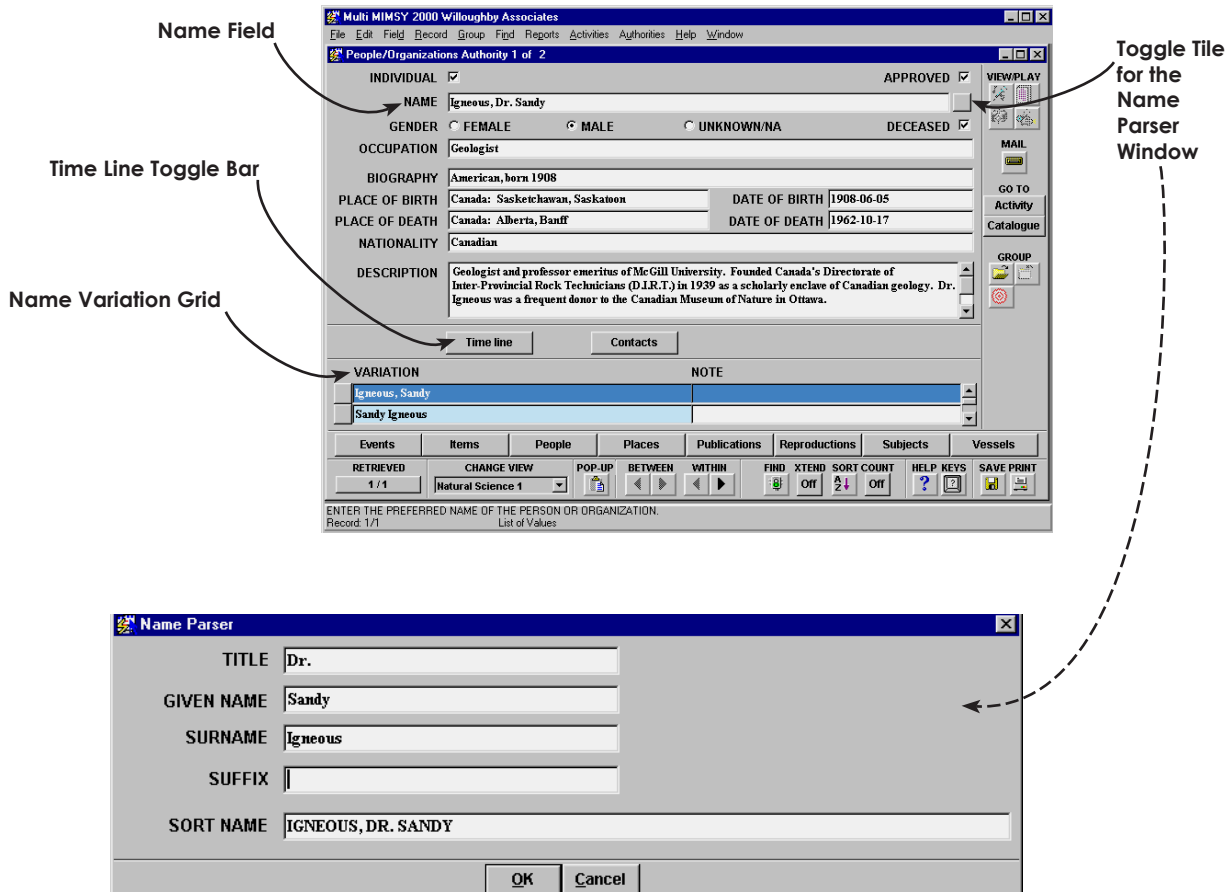 Multi MIMSY 2000 Willoughby Associates
File Edit Field Record Group Find Reports Activities Authorities Help Window
People/Organizations Authority 1 of 2
Name Field
Toggle Tile
for the
Name
Parser
Window
INDIVIDUAL APPROVED VIEW/PLAY
NAME Igneous, Dr. Sandy
GENDER FEMALE MALE UNKNOWN/NA DECEASED
OCCUPATION Geologist MAIL
Time Line Toggle Bar
BIOGRAPHY American, born 1908
GO TO
PLACE OF BIRTH Canada: Sasketchawan, Saskatoon DATE OF BIRTH 1908-06-05 Activity
PLACE OF DEATH Canada: Alberta, Banff DATE OF DEATH 1962-10-17 Catalogue
NATIONALITY Canadian
GROUP
Name Variation Grid
DESCRIPTION Geologist and professor emeritus of McGill University. Founded Canada's Directorate of
Inter-Provincial Rock Technicians (D.I.R.T.) in 1939 as a scholarly enclave of Canadian geology. Dr.
Igneous was a frequent donor to the Canadian Museum of Nature in Ottawa.
Time line Contacts
VARIATION NOTE
Igneous, Sandy
Sandy Igneous
Events Items People Places Publications Reproductions Subjects Vessels
RETRIEVED CHANGE VIEW POP-UP BETWEEN WITHIN FIND XTEND SORT COUNT HELP KEYS SAVE PRINT
1 / 1 Natural Science 1 Off A Z Off ? ?
ENTER THE PREFERRED NAME OF THE PERSON OR ORGANIZATION.
Record: 1/1 List of Values
Name Parser
TITLE Dr.
GIVEN NAME Sandy
SURNAME Igneous
SUFFIX
SORT NAME IGNEOUS, DR. SANDY
OK Cancel